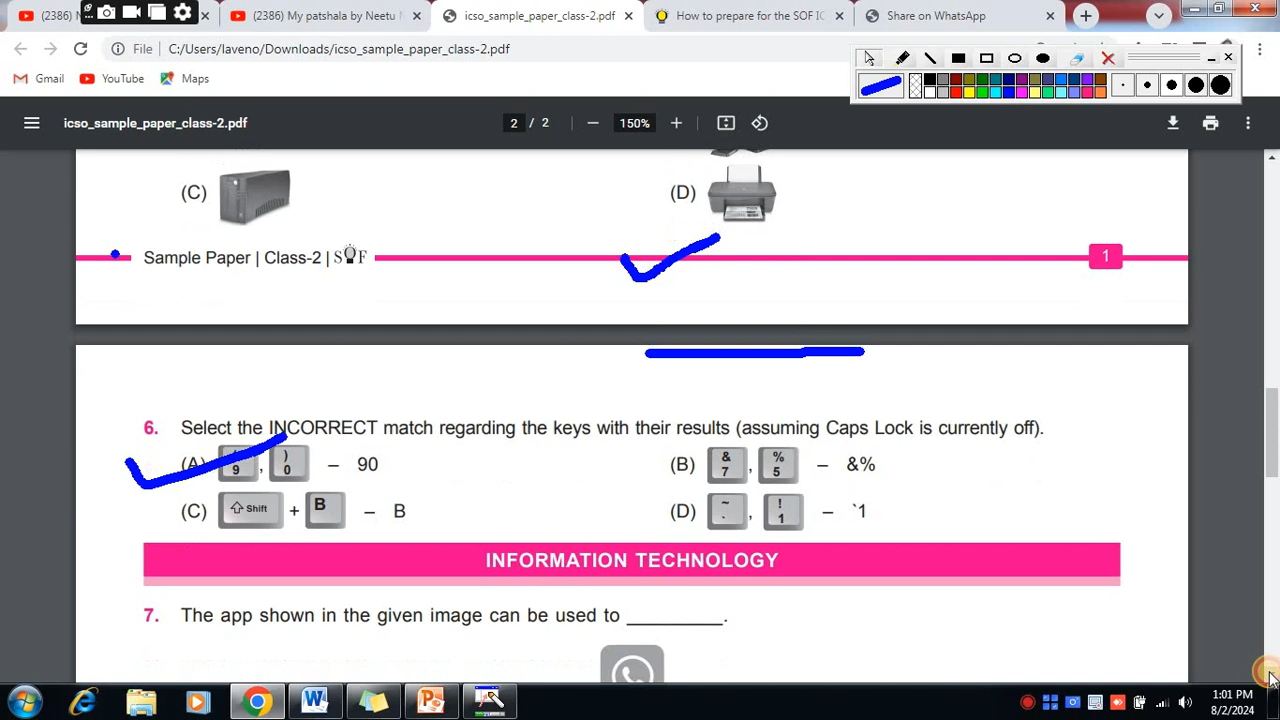 (2386) N
(2386) My patshala by Neetu M
icso_sample_paper_class-2.pdf
How to prepare for the SOF IC
Share on WhatsApp
File
C:/Users/laveno/Downloads/icso_sample_paper_class-2.pdf
Gmail
YouTube
Maps
icso_sample_paper_class-2.pdf
2 / 2
150%
(C)
(D)
Sample Paper | Class-2 | SOF
1
6. Select the INCORRECT match regarding the keys with their results (assuming Caps Lock is currently off).
(A) ( 9 , ) 0 – 90
(B) & 7 , % 5 – &%
(C) Shift + B – B
(D) ~ ` , ! 1 – `1
INFORMATION TECHNOLOGY
7. The app shown in the given image can be used to _________.
1:01 PM
8/2/2024